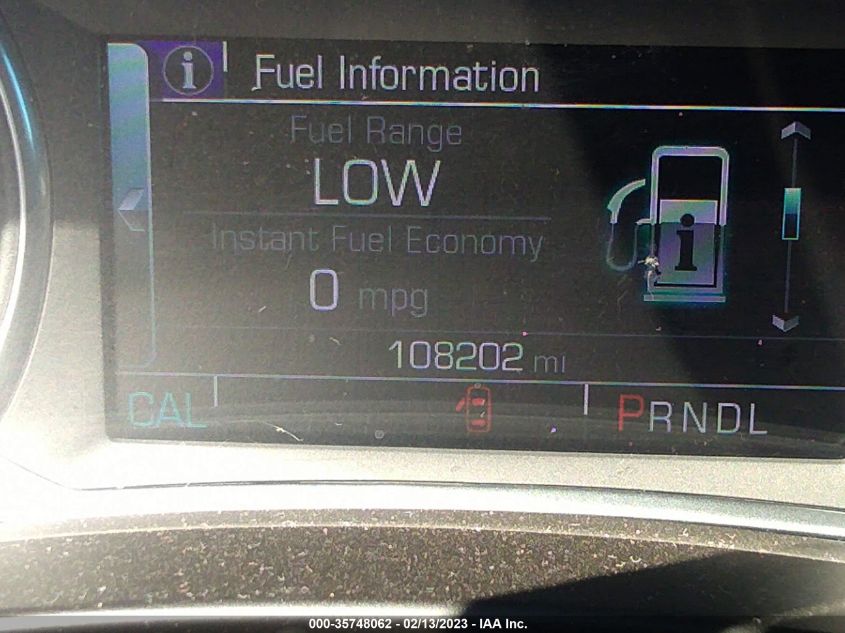 i Fuel Information
Fuel Range
LOW
Instant Fuel Economy
i
0 mpg
108202 mi
CAL PRNDL
000-35748062 - 02/13/2023 - IAA Inc.